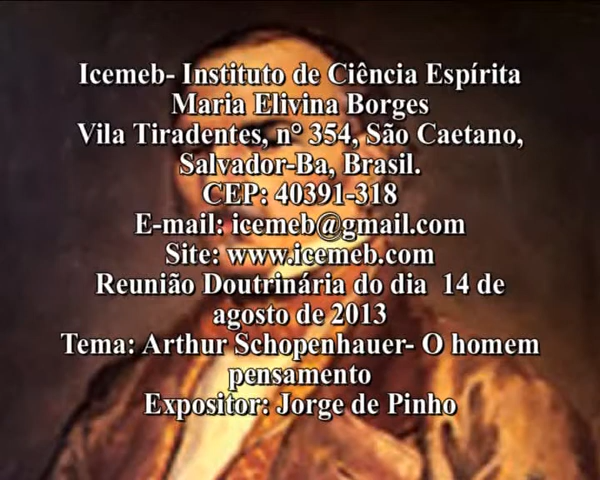 Icemeb- Instituto de Ciência Espírita
Maria Elivina Borges
Vila Tiradentes, n° 354, São Caetano,
Salvador-Ba, Brasil.
CEP: 40391-318
E-mail: icemeb@gmail.com
Site: www.icemeb.com
Reunião Doutrinária do dia  14 de
agosto de 2013
Tema: Arthur Schopenhauer- O homem
pensamento
Expositor: Jorge de Pinho